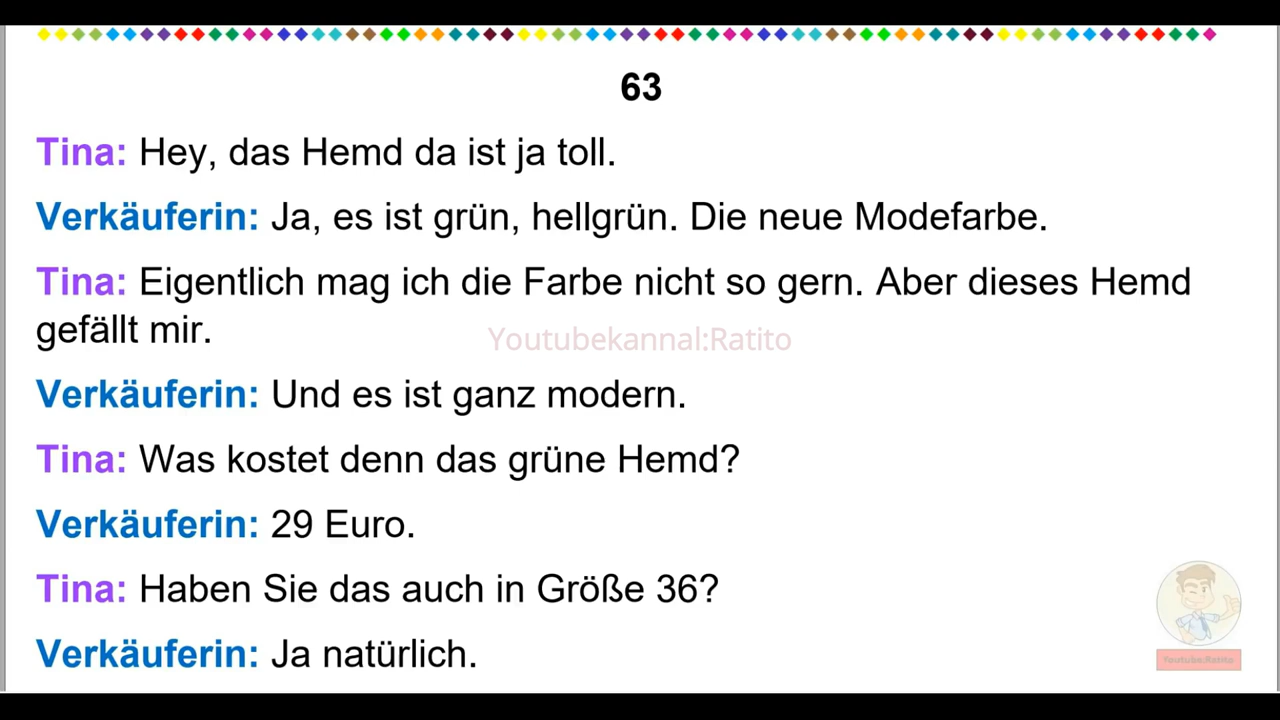 63
Tina: Hey, das Hemd da ist ja toll.
Verkäuferin: Ja, es ist grün, hellgrün. Die neue Modefarbe.
Tina: Eigentlich mag ich die Farbe nicht so gern. Aber dieses Hemd
gefällt mir.
Youtubekannal:Ratito
Verkäuferin: Und es ist ganz modern.
Tina: Was kostet denn das grüne Hemd?
Verkäuferin: 29 Euro.
Tina: Haben Sie das auch in Größe 36?
Verkäuferin: Ja natürlich.
Youtube:Ratito